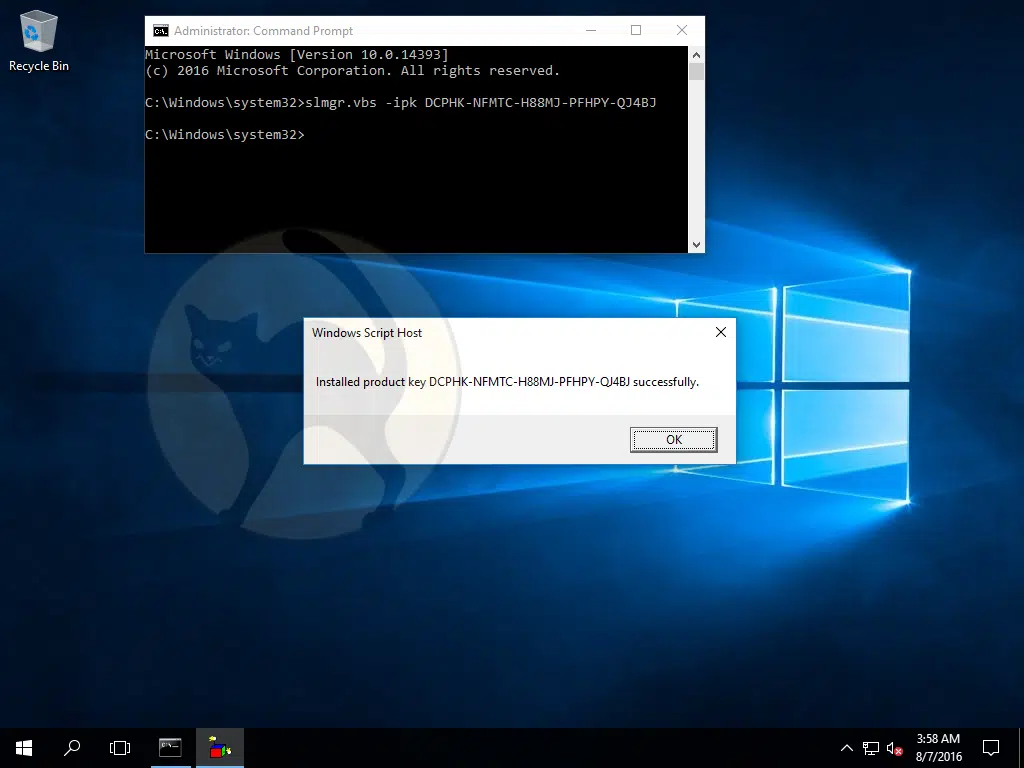 Recycle Bin
Administrator: Command Prompt
Microsoft Windows [Version 10.0.14393]
(c) 2016 Microsoft Corporation. All rights reserved.
C:\Windows\system32>slmgr.vbs -ipk DCPHK-NFMTC-H88MJ-PFHPY-QJ4BJ
C:\Windows\system32>
Windows Script Host
Installed product key DCPHK-NFMTC-H88MJ-PFHPY-QJ4BJ successfully.
OK
3:58 AM
8/7/2016